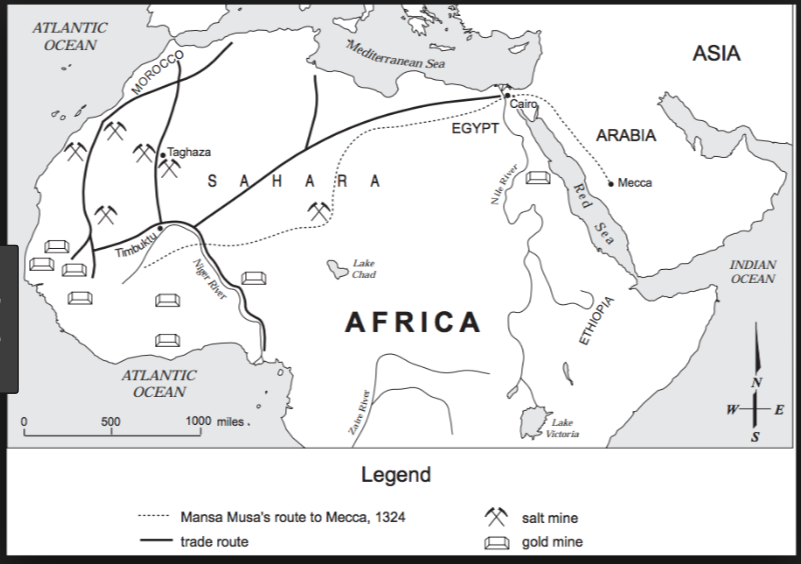 ATLANTIC
OCEAN
MOROCCO
Mediterranean Sea
ASIA
Cairo
EGYPT
ARABIA
Taghaza
SAHARA
Mecca
Nile River
Red Sea
Timbuktu
Niger River
Lake
Chad
INDIAN
OCEAN
AFRICA
ETHIOPIA
ATLANTIC
OCEAN
0 500 1000 miles
Zaire River
Lake
Victoria
N
W E
S
Legend
Mansa Musa's route to Mecca, 1324
trade route
salt mine
gold mine